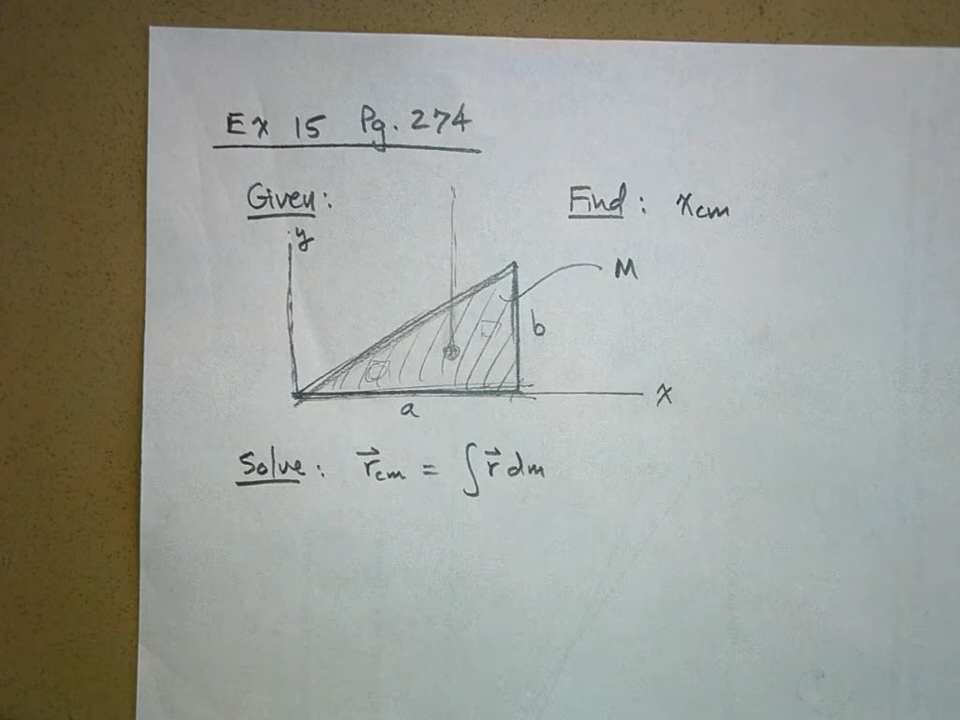 Ex 15 Pg. 274
Given:
Find: xcm
y
M
b
x
a
Solve: r⃗cm = ∫r⃗ dm